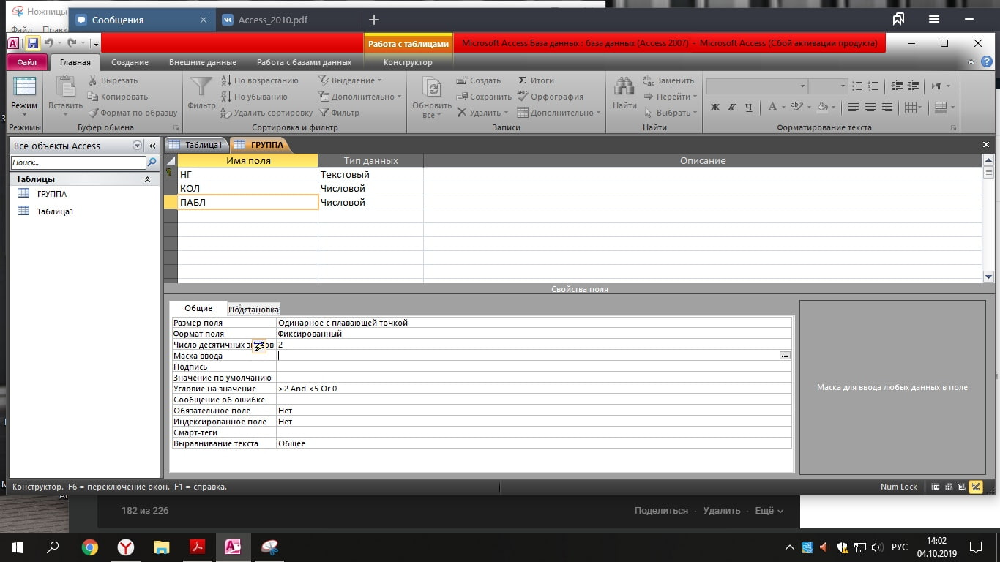 Ножницы
Сообщения
Access_2010.pdf
Файл Правка
Работа с таблицами
Microsoft Access База данных : база данных (Access 2007) - Microsoft Access (Сбой активации продукта)
Файл Главная Создание Внешние данные Работа с базами данных Конструктор
Режим
Режимы
Вставить
Вырезать
Копировать
Формат по образцу
Буфер обмена
Фильтр
По возрастанию
По убыванию
Удалить сортировку
Выделение
Дополнительно
Фильтр
Сортировка и фильтр
Обновить
все
Создать
Сохранить
Удалить
Итоги
Орфография
Дополнительно
Записи
Найти
Заменить
Перейти
Выбрать
Найти
Ж К Ч
Форматирование текста
Все объекты Access
Поиск...
Таблицы
ГРУППА
Таблица1
Таблица1 ГРУППА
Имя поля Тип данных Описание
НГ Текстовый
КОЛ Числовой
ПАБЛ Числовой
Свойства поля
Общие Подстановка
Размер поля Одинарное с плавающей точкой
Формат поля Фиксированный
Число десятичных 2
Маска ввода
Подпись
Значение по умолчанию
Условие на значение >2 And <5 Or 0
Сообщение об ошибке
Обязательное поле Нет
Индексированное поле Нет
Смарт-теги
Выравнивание текста Общее
Маска для ввода любых данных в поле
Конструктор. F6 = переключение окон. F1 = справка.
Num Lock
182 из 226
Поделиться · Удалить · Ещё
РУС
14:02
04.10.2019